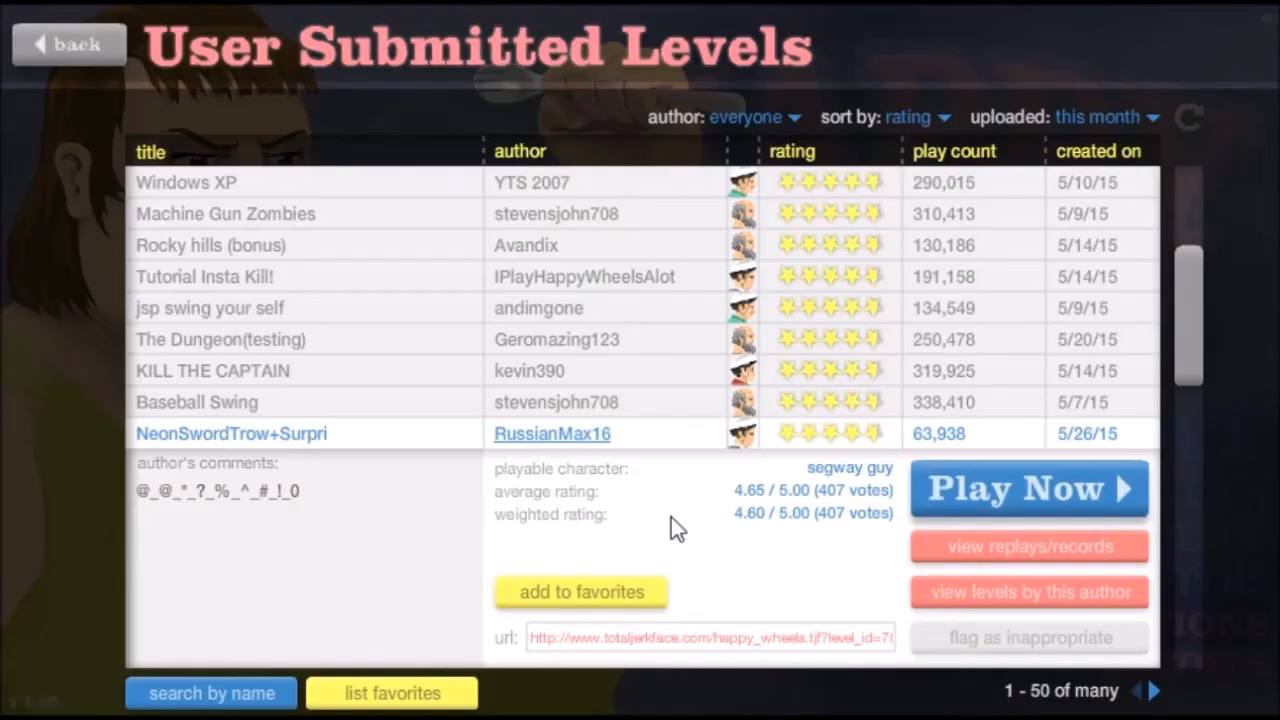 back
User Submitted Levels
author: everyone sort by: rating uploaded: this month
title author rating play count created on
Windows XP YTS 2007 290,015 5/10/15
Machine Gun Zombies stevensjohn708 310,413 5/9/15
Rocky hills (bonus) Avandix 130,186 5/14/15
Tutorial Insta Kill! IPlayHappyWheelsAlot 191,158 5/14/15
jsp swing your self andimgone 134,549 5/9/15
The Dungeon(testing) Geromazing123 250,478 5/20/15
KILL THE CAPTAIN kevin390 319,925 5/14/15
Baseball Swing stevensjohn708 338,410 5/7/15
NeonSwordTrow+Surpri RussianMax16 63,938 5/26/15
author's comments:
@_@_*_?_%_^_#_!_0
playable character: segway guy
average rating: 4.65 / 5.00 (407 votes)
weighted rating: 4.60 / 5.00 (407 votes)
Play Now
view replays/records
add to favorites
view levels by this author
url: http://www.totaljerkface.com/happy_wheels.tjf?level_id=7
flag as inappropriate
search by name list favorites 1 - 50 of many